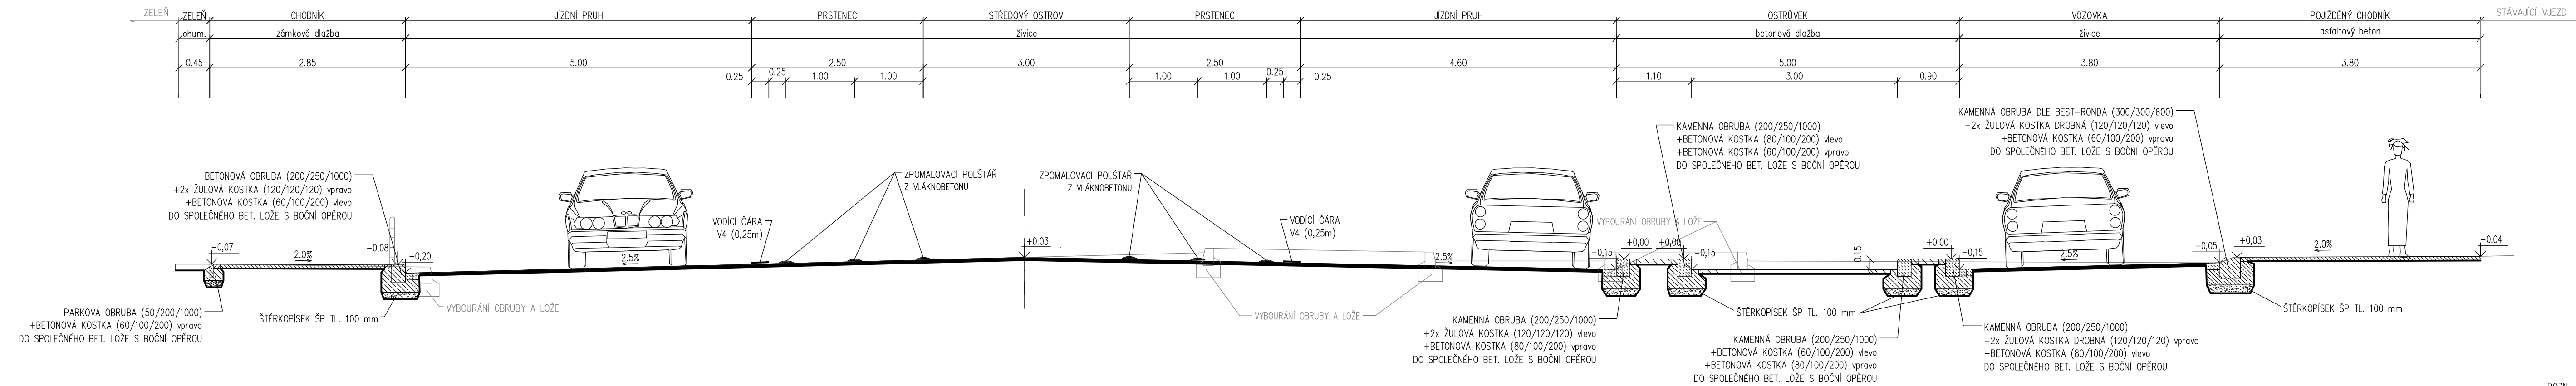 ZELEŇ
ZELEŇ
CHODNÍK
JÍZDNÍ PRUH
PRSTENEC
STŘEDOVÝ OSTROV
PRSTENEC
JÍZDNÍ PRUH
OSTRŮVEK
VOZOVKA
POJÍŽDĚNÝ CHODNÍK
STÁVAJÍCÍ VJEZD
ohum.
zámková dlažba
živice
betonová dlažba
živice
asfaltový beton
0.45
2.85
5.00
2.50
3.00
2.50
4.60
5.00
3.80
3.80
0.25
0.25
1.00
1.00
1.00
1.00
0.25
0.25
1.10
3.00
0.90
BETONOVÁ OBRUBA (200/250/1000)
+2x ŽULOVÁ KOSTKA (120/120/120) vpravo
+BETONOVÁ KOSTKA (60/100/200) vlevo
DO SPOLEČNÉHO BET. LOŽE S BOČNÍ OPĚROU
ZPOMALOVACÍ POLŠTÁŘ
Z VLÁKNOBETONU
ZPOMALOVACÍ POLŠTÁŘ
Z VLÁKNOBETONU
KAMENNÁ OBRUBA (200/250/1000)
+BETONOVÁ KOSTKA (80/100/200) vlevo
+BETONOVÁ KOSTKA (60/100/200) vpravo
DO SPOLEČNÉHO BET. LOŽE S BOČNÍ OPĚROU
KAMENNÁ OBRUBA DLE BEST-RONDA (300/300/600)
+2x ŽULOVÁ KOSTKA DROBNÁ (120/120/120) vlevo
+BETONOVÁ KOSTKA (60/100/200) vpravo
DO SPOLEČNÉHO BET. LOŽE S BOČNÍ OPĚROU
VODÍCÍ ČÁRA
V4 (0,25m)
VODÍCÍ ČÁRA
V4 (0,25m)
VYBOURÁNÍ OBRUBY A LOŽE
-0,07
2.0%
-0,08
-0,20
2.5%
+0.03
2.5%
-0,15
+0,00
+0,00
-0,15
0.15
+0,00
-0.15
2.5%
-0,05
+0,03
2.0%
+0.04
PARKOVÁ OBRUBA (50/200/1000)
+BETONOVÁ KOSTKA (60/100/200) vpravo
DO SPOLEČNÉHO BET. LOŽE S BOČNÍ OPĚROU
ŠTĚRKOPÍSEK ŠP TL. 100 mm
VYBOURÁNÍ OBRUBY A LOŽE
VYBOURÁNÍ OBRUBY A LOŽE
KAMENNÁ OBRUBA (200/250/1000)
+2x ŽULOVÁ KOSTKA (120/120/120) vlevo
+BETONOVÁ KOSTKA (80/100/200) vpravo
DO SPOLEČNÉHO BET. LOŽE S BOČNÍ OPĚROU
ŠTĚRKOPÍSEK ŠP TL. 100 mm
KAMENNÁ OBRUBA (200/250/1000)
+BETONOVÁ KOSTKA (60/100/200) vlevo
+BETONOVÁ KOSTKA (80/100/200) vpravo
DO SPOLEČNÉHO BET. LOŽE S BOČNÍ OPĚROU
KAMENNÁ OBRUBA (200/250/1000)
+2x ŽULOVÁ KOSTKA DROBNÁ (120/120/120) vpravo
+BETONOVÁ KOSTKA (80/100/200) vlevo
DO SPOLEČNÉHO BET. LOŽE S BOČNÍ OPĚROU
ŠTĚRKOPÍSEK ŠP TL. 100 mm